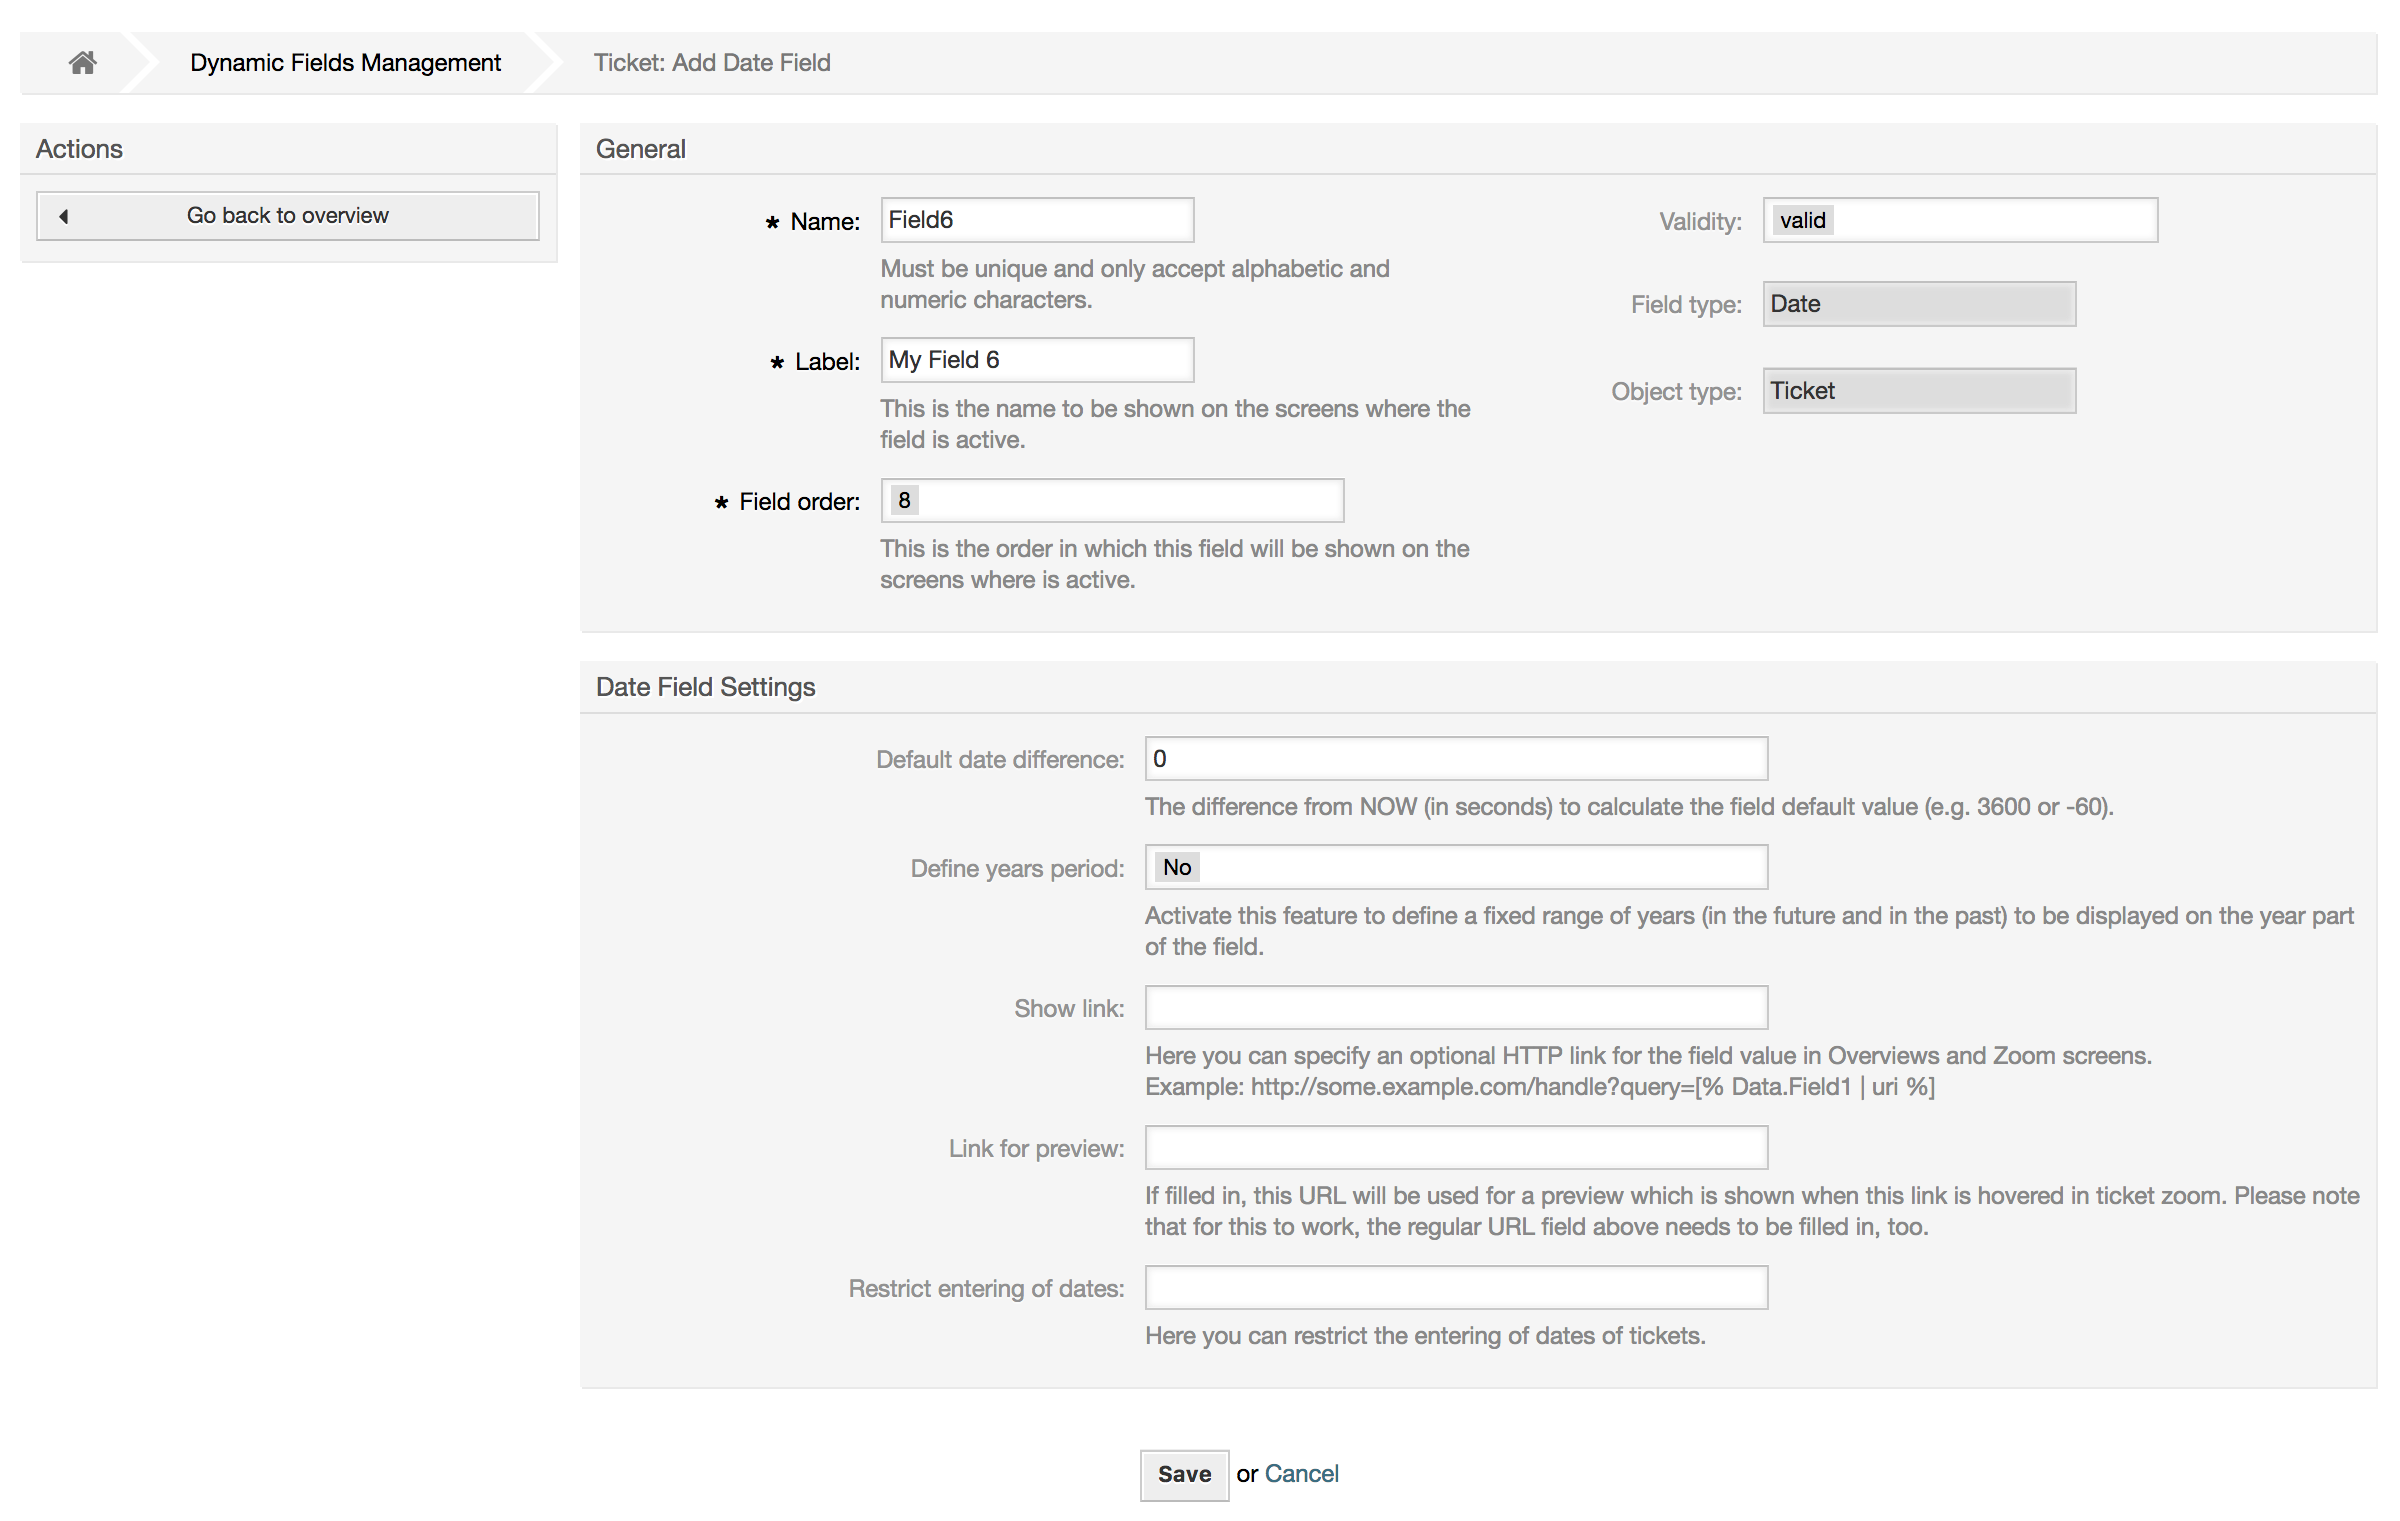 Dynamic Fields Management
Ticket: Add Date Field
Actions
Go back to overview
General
* Name: Field6
Must be unique and only accept alphabetic and
numeric characters.
* Label: My Field 6
This is the name to be shown on the screens where the
field is active.
* Field order: 8
This is the order in which this field will be shown on the
screens where is active.
Validity: valid
Field type: Date
Object type: Ticket
Date Field Settings
Default date difference: 0
The difference from NOW (in seconds) to calculate the field default value (e.g. 3600 or -60).
Define years period: No
Activate this feature to define a fixed range of years (in the future and in the past) to be displayed on the year part
of the field.
Show link:
Here you can specify an optional HTTP link for the field value in Overviews and Zoom screens.
Example: http://some.example.com/handle?query=[% Data.Field1 | uri %]
Link for preview:
If filled in, this URL will be used for a preview which is shown when this link is hovered in ticket zoom. Please note
that for this to work, the regular URL field above needs to be filled in, too.
Restrict entering of dates:
Here you can restrict the entering of dates of tickets.
Save or Cancel